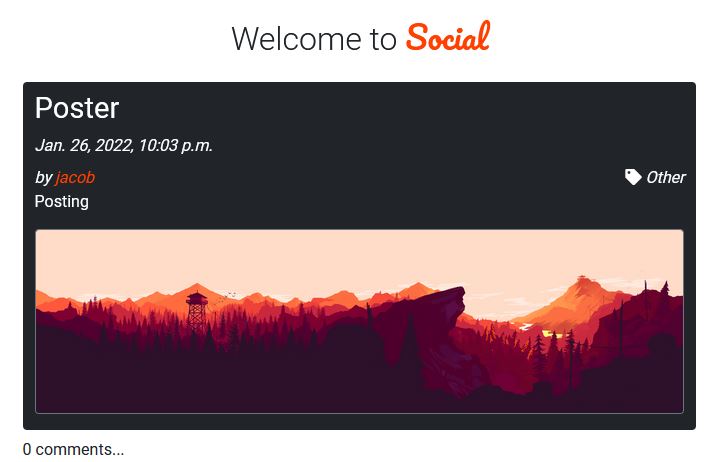 Welcome to Social
Poster
Jan. 26, 2022, 10:03 p.m.
by jacob
Other
Posting
0 comments...